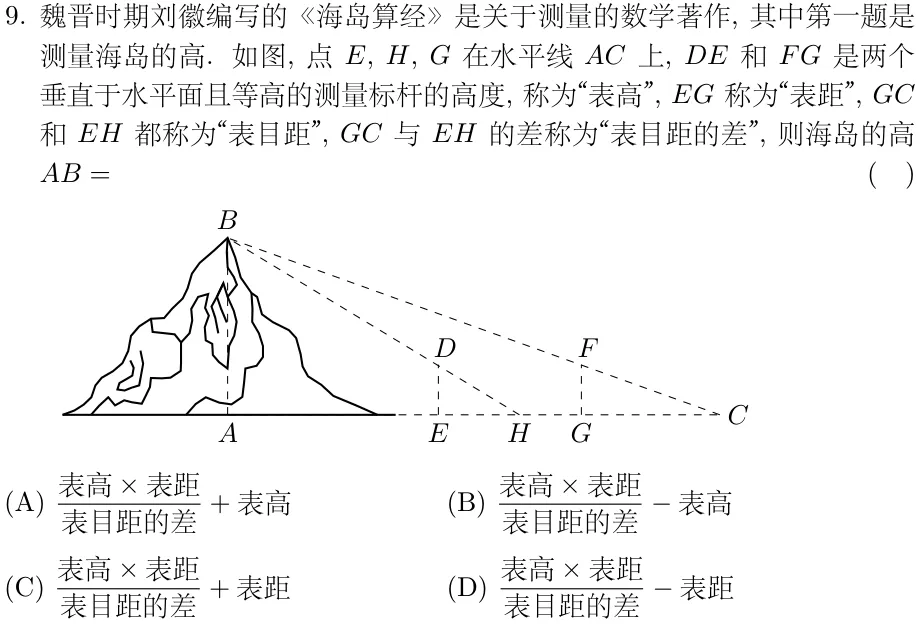 9. 魏晋时期刘徽编写的《海岛算经》是关于测量的数学著作, 其中第一题是
测量海岛的高. 如图, 点 E, H, G 在水平线 AC 上, DE 和 FG 是两个
垂直于水平面且等高的测量标杆的高度, 称为“表高”, EG 称为“表距”, GC
和 EH 都称为“表目距”, GC 与 EH 的差称为“表目距的差”, 则海岛的高
AB = ( )
B
D F
A E H G C
(A) 表高 × 表距 / 表目距的差 + 表高 (B) 表高 × 表距 / 表目距的差 − 表高
(C) 表高 × 表距 / 表目距的差 + 表距 (D) 表高 × 表距 / 表目距的差 − 表距